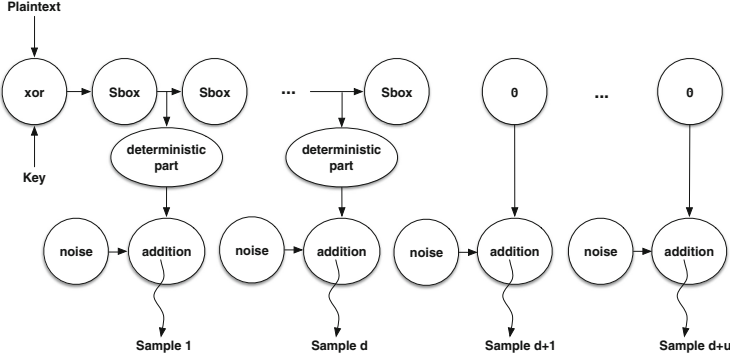 Plaintext
xor
Sbox
Sbox
...
Sbox
0
...
0
deterministic
part
deterministic
part
Key
noise
addition
noise
addition
noise
addition
noise
addition
Sample 1
Sample d
Sample d+1
Sample d+u